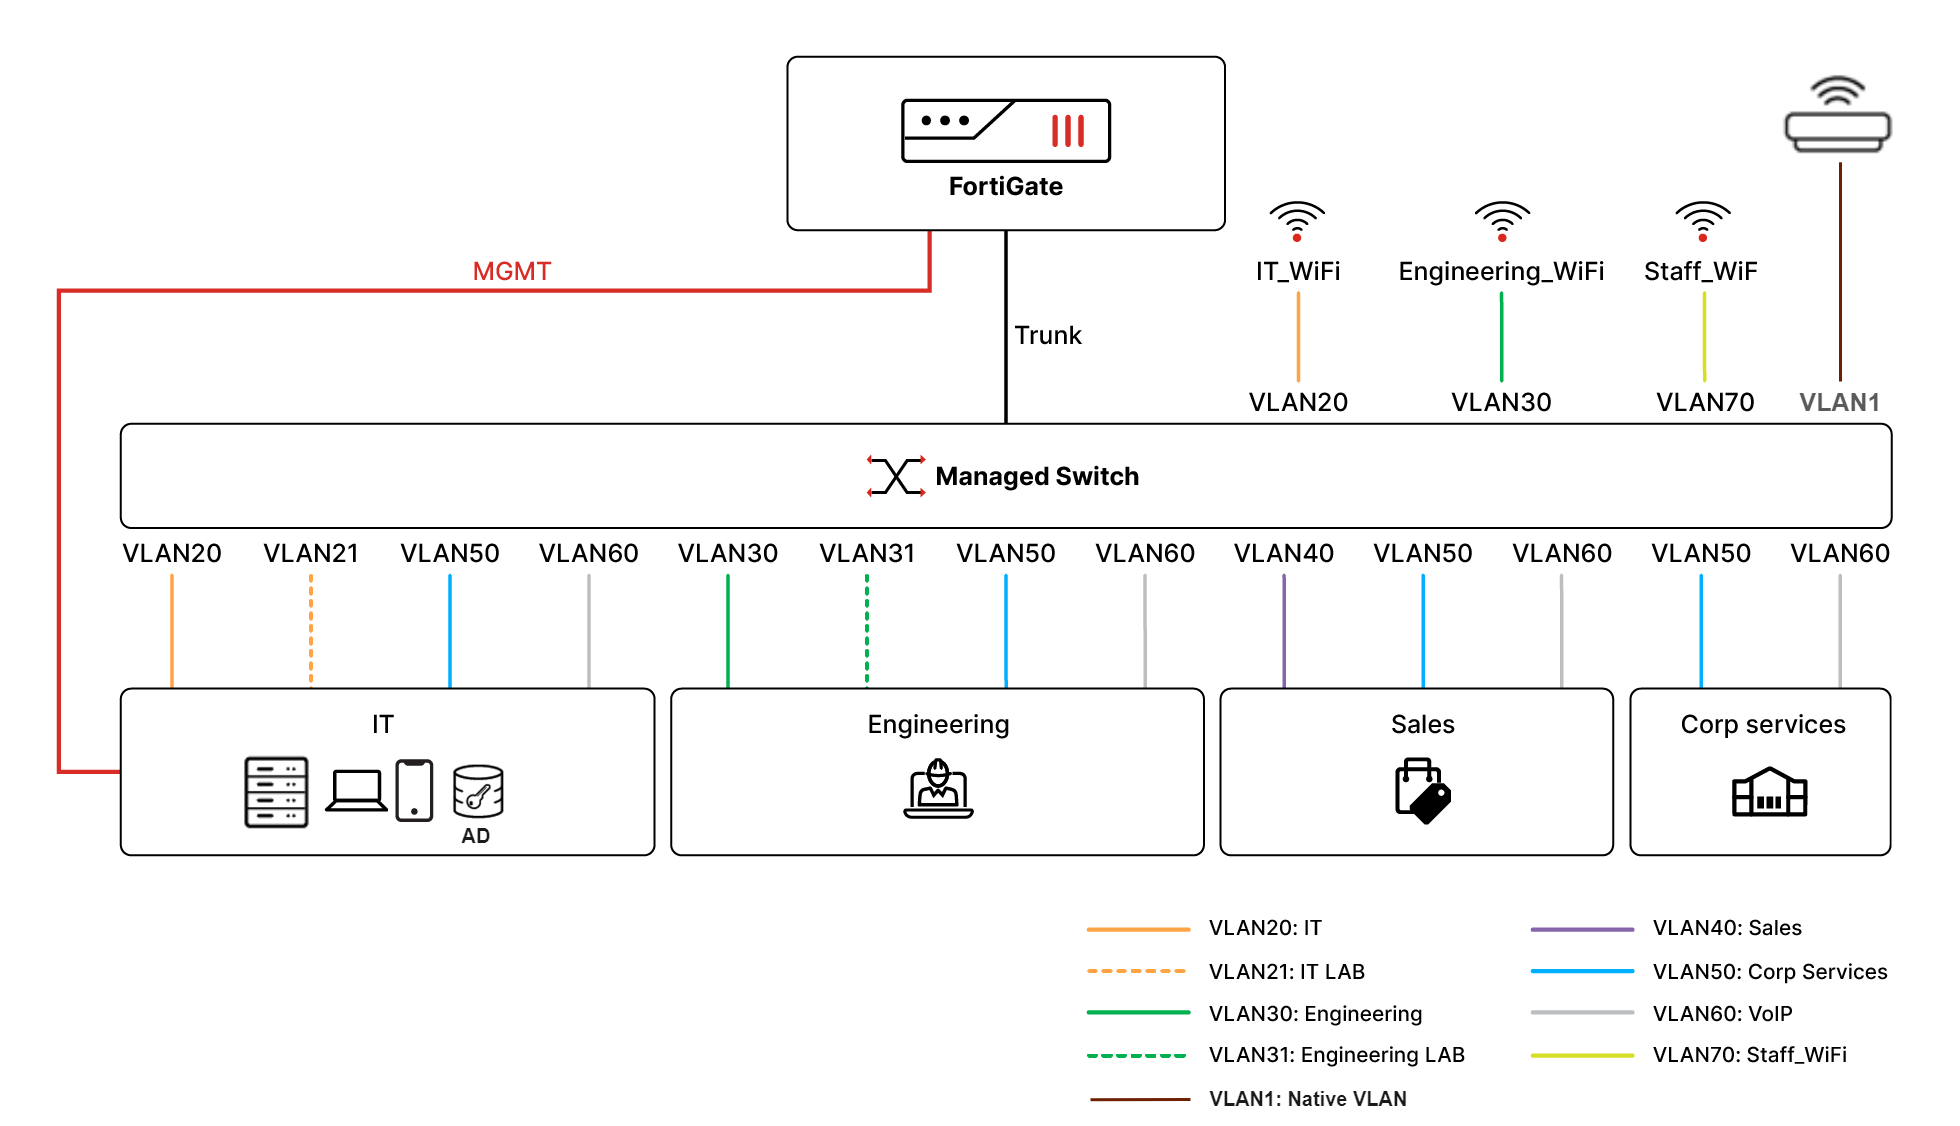 FortiGate
MGMT
IT_WiFi
Engineering_WiFi
Staff_WiF
Trunk
VLAN20
VLAN30
VLAN70
VLAN1
Managed Switch
VLAN20
VLAN21
VLAN50
VLAN60
VLAN30
VLAN31
VLAN50
VLAN60
VLAN40
VLAN50
VLAN60
VLAN50
VLAN60
IT
Engineering
Sales
Corp services
AD
VLAN20: IT
VLAN21: IT LAB
VLAN30: Engineering
VLAN31: Engineering LAB
VLAN1: Native VLAN
VLAN40: Sales
VLAN50: Corp Services
VLAN60: VoIP
VLAN70: Staff_WiFi